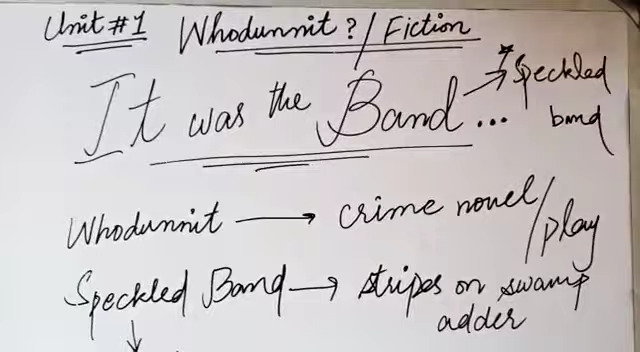 Unit #1 Whodunnit? / Fiction
It was the Band... → *Speckled band
Whodunnit → crime novel / play
Speckled Band → stripes on swamp adder
↓